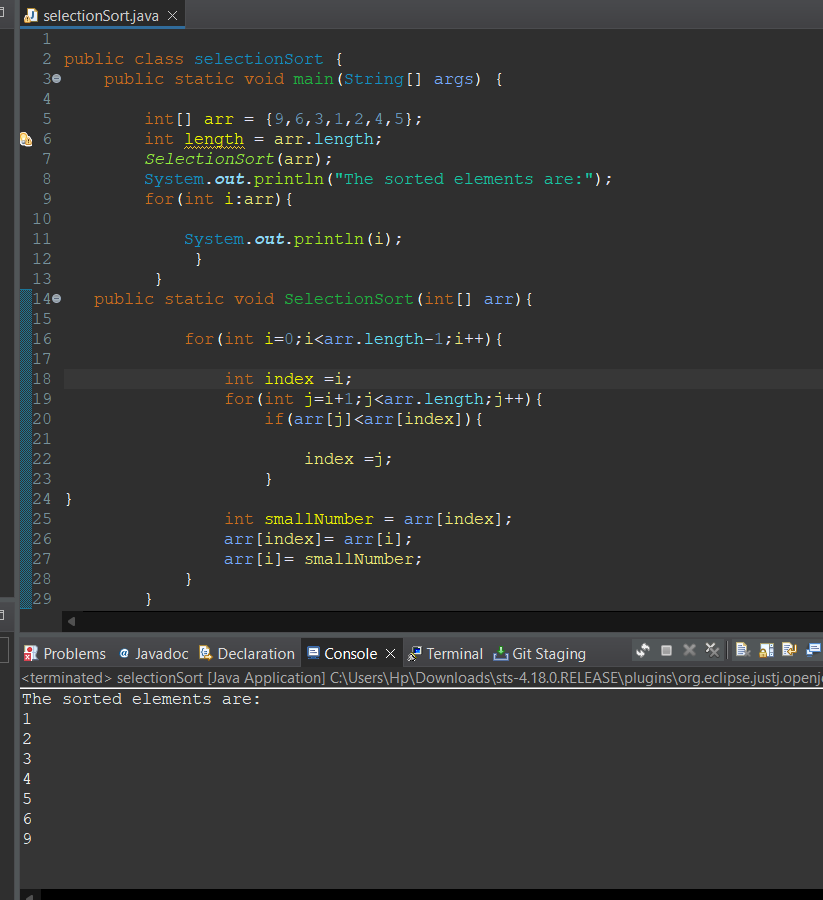 selectionSort.java
1
2 public class selectionSort {
3 public static void main(String[] args) {
4
5 int[] arr = {9,6,3,1,2,4,5};
6 int length = arr.length;
7 SelectionSort(arr);
8 System.out.println("The sorted elements are:");
9 for(int i:arr){
10
11 System.out.println(i);
12 }
13 }
14 public static void SelectionSort(int[] arr){
15
16 for(int i=0;i<arr.length-1;i++){
17
18 int index =i;
19 for(int j=i+1;j<arr.length;j++){
20 if(arr[j]<arr[index]){
21
22 index =j;
23 }
24 }
25 int smallNumber = arr[index];
26 arr[index]= arr[i];
27 arr[i]= smallNumber;
28 }
29 }
Problems @ Javadoc Declaration Console Terminal Git Staging
<terminated> selectionSort [Java Application] C:\Users\Hp\Downloads\sts-4.18.0.RELEASE\plugins\org.eclipse.justj.openj
The sorted elements are:
1
2
3
4
5
6
9